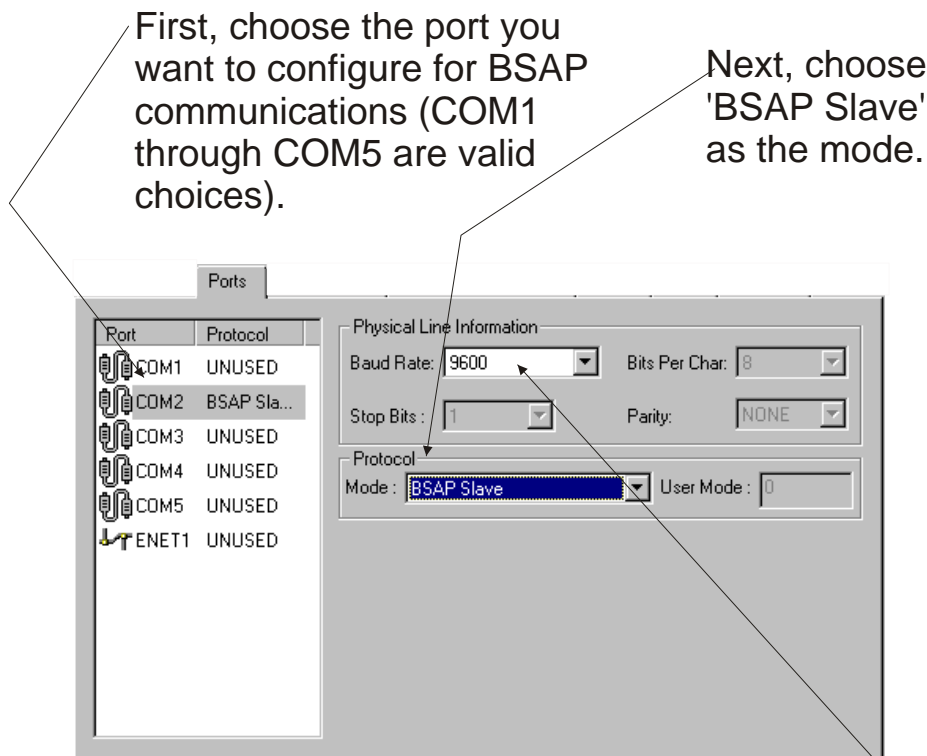 First, choose the port you
want to configure for BSAP
communications (COM1
through COM5 are valid
choices).
Next, choose
'BSAP Slave'
as the mode.
Ports
Port Protocol
COM1 UNUSED
COM2 BSAP Sla...
COM3 UNUSED
COM4 UNUSED
COM5 UNUSED
ENET1 UNUSED
Physical Line Information
Baud Rate: 9600 Bits Per Char: 8
Stop Bits : 1 Parity: NONE
Protocol
Mode : BSAP Slave User Mode : 0